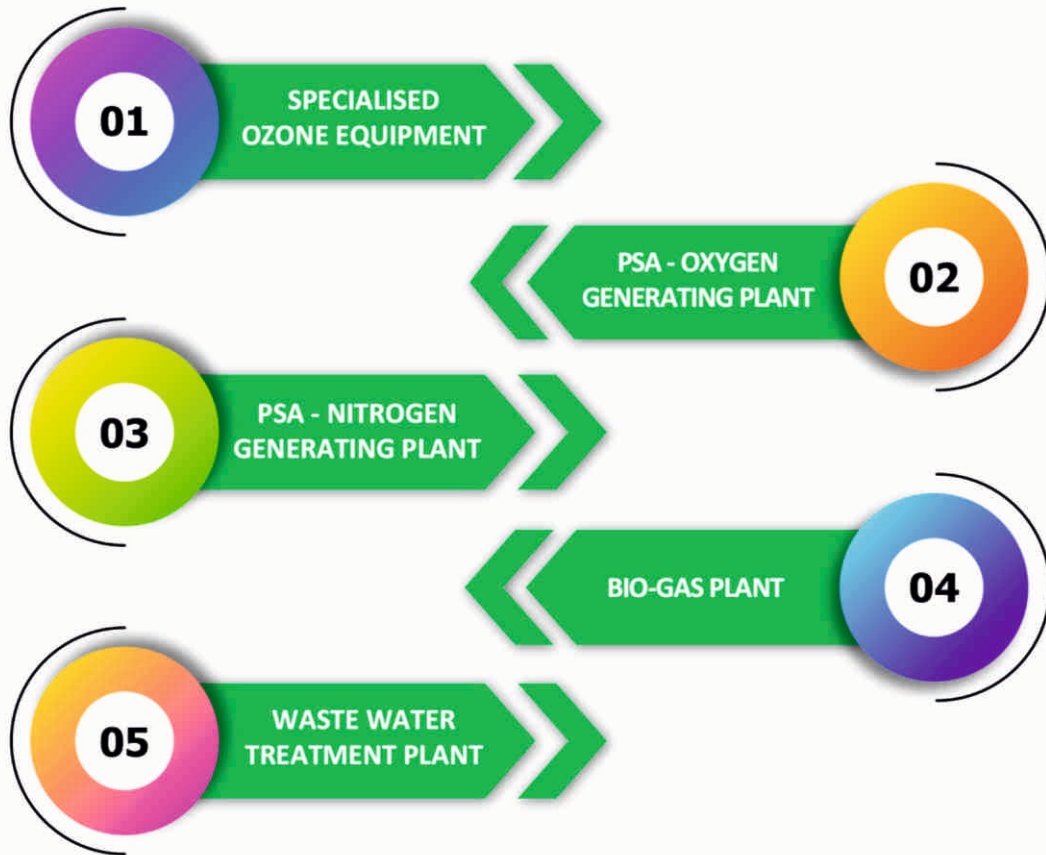 01
SPECIALISED
OZONE EQUIPMENT
02
PSA - OXYGEN
GENERATING PLANT
03
PSA - NITROGEN
GENERATING PLANT
04
BIO-GAS PLANT
05
WASTE WATER
TREATMENT PLANT